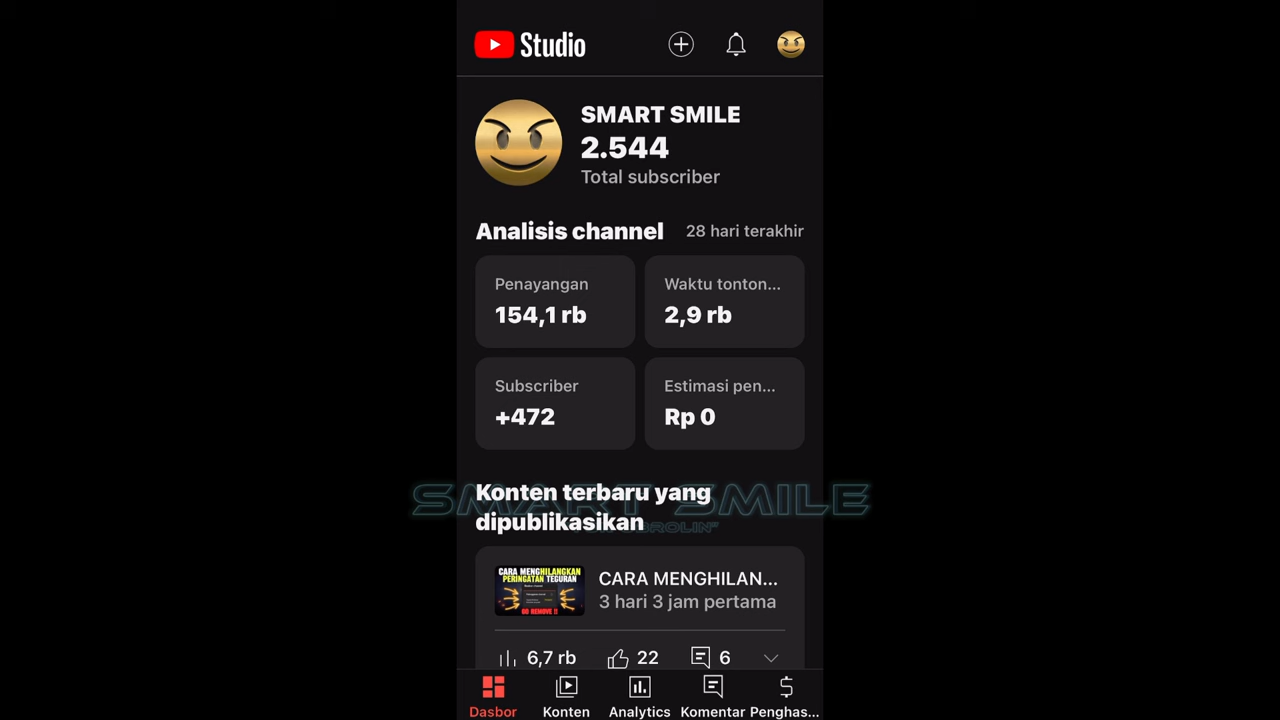 Studio
SMART SMILE
2.544
Total subscriber
Analisis channel
28 hari terakhir
Penayangan
154,1 rb
Waktu tonton...
2,9 rb
Subscriber
+472
Estimasi pen...
Rp 0
SMART SMILE
Konten terbaru yang
dipublikasikan
CARA MENGHILANGKAN
PERINGATAN TEGURAN
GO REMOVE !!
CARA MENGHILAN...
3 hari 3 jam pertama
6,7 rb
22
6
Dasbor
Konten
Analytics
Komentar
Penghas...